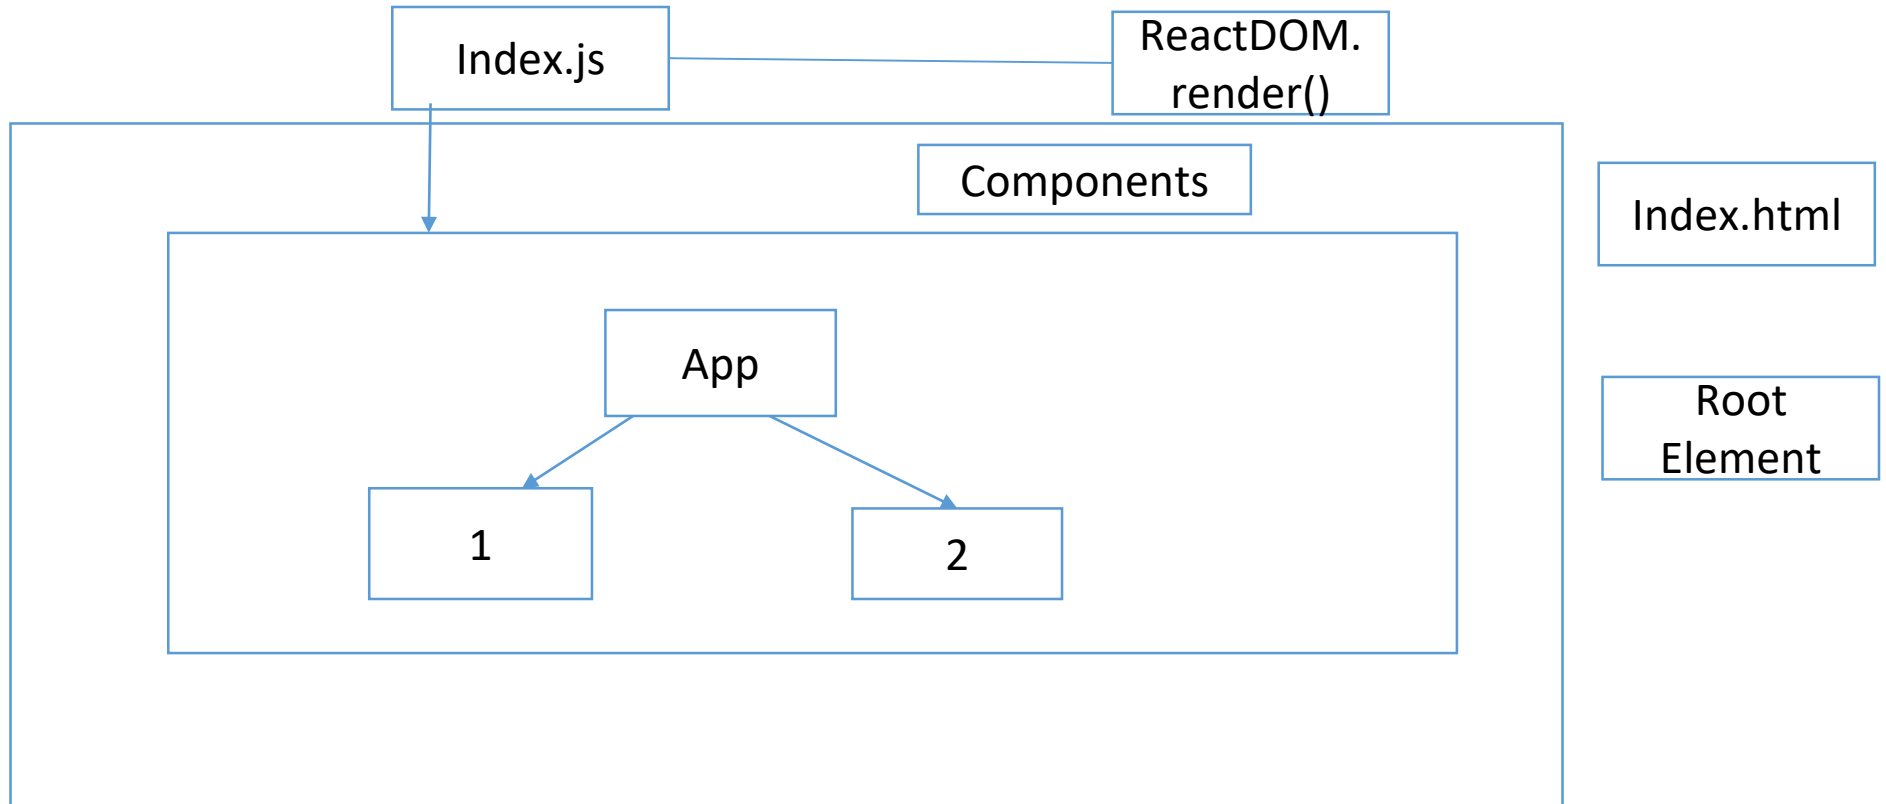 Index.js
ReactDOM.
render()
Components
Index.html
App
Root
Element
1
2